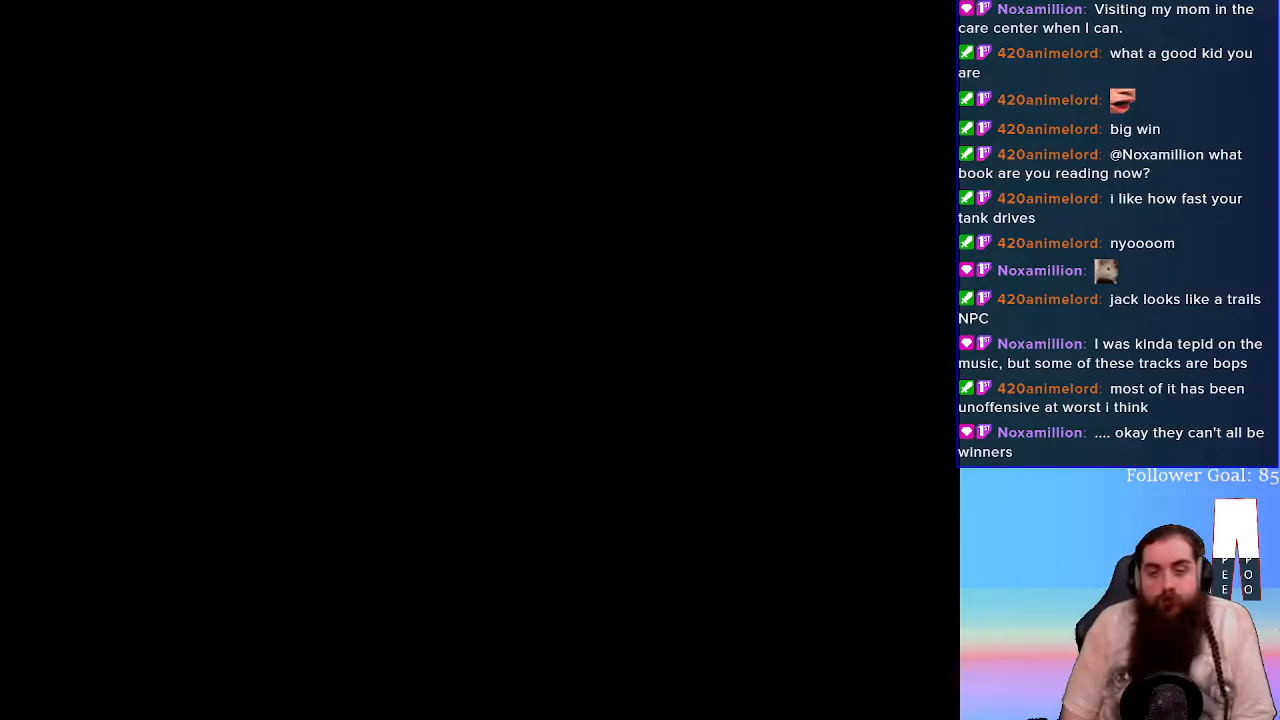 Noxamillion: Visiting my mom in the
care center when I can.
420animelord: what a good kid you
are
420animelord:
420animelord: big win
420animelord: @Noxamillion what
book are you reading now?
420animelord: i like how fast your
tank drives
420animelord: nyoooom
Noxamillion:
420animelord: jack looks like a trails
NPC
Noxamillion: I was kinda tepid on the
music, but some of these tracks are bops
420animelord: most of it has been
unoffensive at worst i think
Noxamillion: .... okay they can't all be
winners
Follower Goal: 85
P P
E O
E O